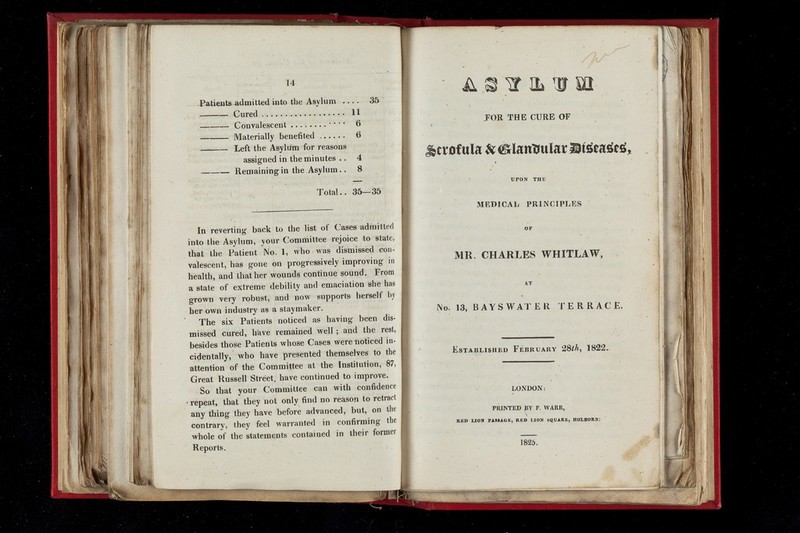 14
Patients admitted into the Asylum .... 35
——— Cured .................. 11
——— Convalescent ............ 6
——— Materially benefited ...... 6
——— Left the Asylum for reasons
assigned in the minutes .. 4
——— Remaining in the Asylum.. 8
Total.. 35—35
In reverting back to the list of Cases admitted
into the Asylum, your Committee rejoice to state,
that the Patient No. 1, who was dismissed con-
valescent, has gone on progressively improving in
health, and that her wounds continue sound. From
a state of extreme debility and emaciation she has
grown very robust, and now supports herself by
her own industry as a staymaker.
The six Patients noticed as having been dis-
missed cured, have remained well; and the rest,
besides those Patients whose Cases were noticed in-
cidentally, who have presented themselves to the
attention of the Committee at the Institution, 87,
Great Russell Street, have continued to improve.
So that your Committee can with confidence
repeat, that they not only find no reason to retract
any thing they have before advanced, but, on the
contrary, they feel warranted in confirming the
whole of the statements contained in their former
Reports.
ASYLUM
FOR THE CURE OF
Scrofula & Glandular Diseases,
UPON THE
MEDICAL PRINCIPLES
OF
MR. CHARLES WHITLAW,
AT
No. 13, BAYSWATER TERRACE.
ESTABLISHED FEBRUARY 28th, 1822.
LONDON:
PRINTED BY F. WARR,
RED LION PASSAGE, RED LION SQUARE, HOLBORN:
1825.